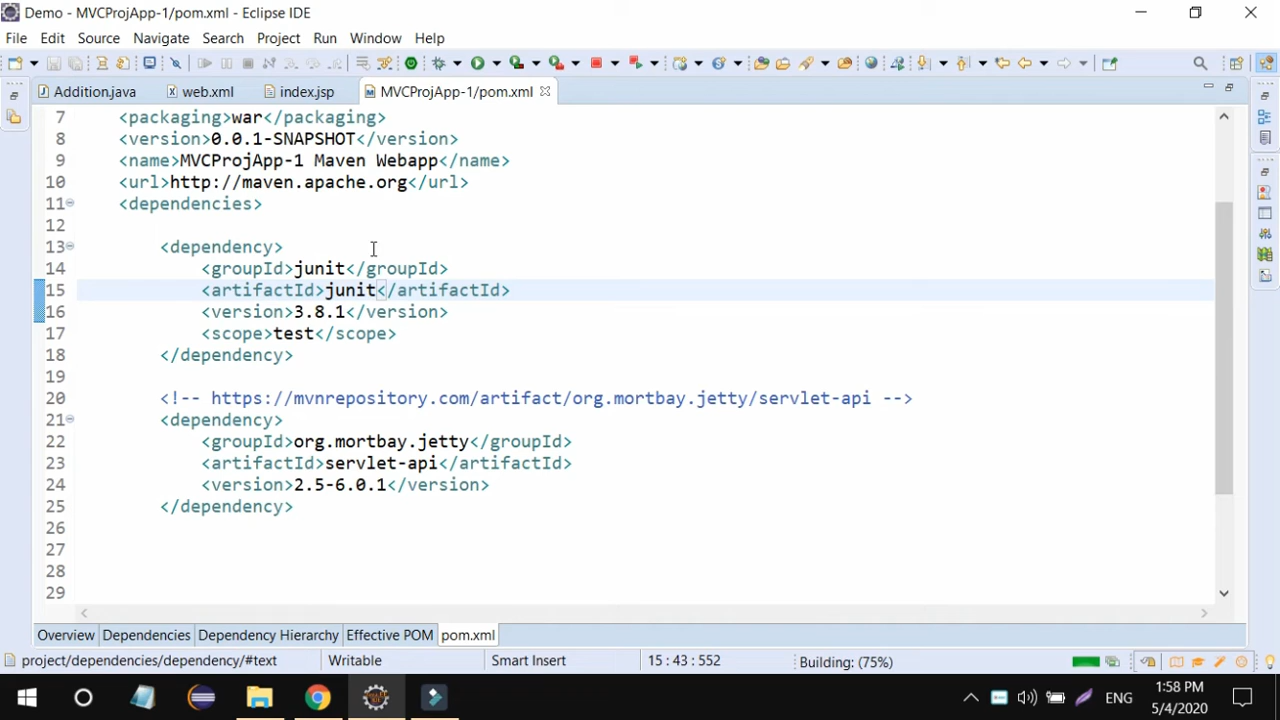 Demo - MVCProjApp-1/pom.xml - Eclipse IDE
File Edit Source Navigate Search Project Run Window Help
Addition.java web.xml index.jsp MVCProjApp-1/pom.xml
7 <packaging>war</packaging>
8 <version>0.0.1-SNAPSHOT</version>
9 <name>MVCProjApp-1 Maven Webapp</name>
10 <url>http://maven.apache.org</url>
11 <dependencies>
12
13 <dependency>
14 <groupId>junit</groupId>
15 <artifactId>junit</artifactId>
16 <version>3.8.1</version>
17 <scope>test</scope>
18 </dependency>
19
20 <!-- https://mvnrepository.com/artifact/org.mortbay.jetty/servlet-api -->
21 <dependency>
22 <groupId>org.mortbay.jetty</groupId>
23 <artifactId>servlet-api</artifactId>
24 <version>2.5-6.0.1</version>
25 </dependency>
26
27
28
29
Overview Dependencies Dependency Hierarchy Effective POM pom.xml
project/dependencies/dependency/#text Writable Smart Insert 15 : 43 : 552 Building: (75%)
ENG 1:58 PM
5/4/2020